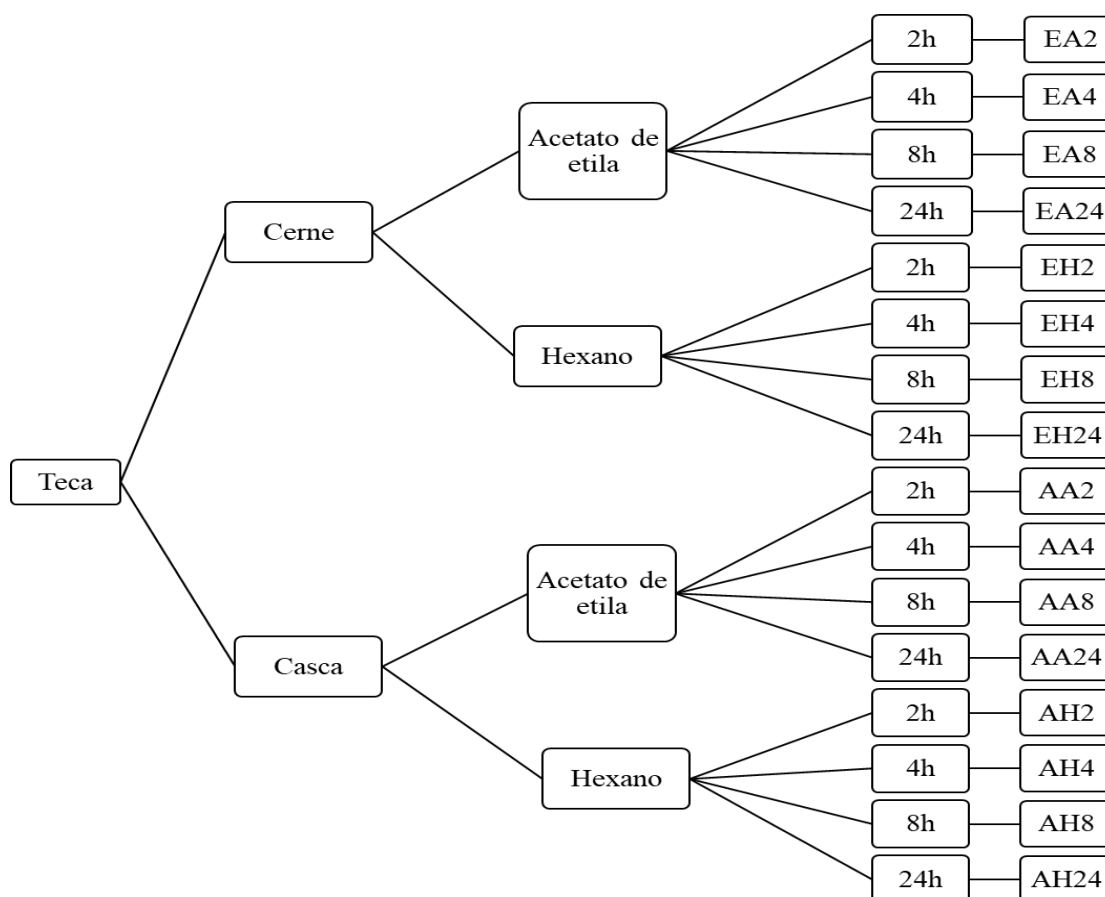 2h
EA2
4h
EA4
Acetato de
etila
8h
EA8
24h
EA24
Cerne
2h
EH2
4h
EH4
Hexano
8h
EH8
24h
EH24
Teca
2h
AA2
4h
AA4
Acetato de
etila
8h
AA8
24h
AA24
Casca
2h
AH2
4h
AH4
Hexano
8h
AH8
24h
AH24